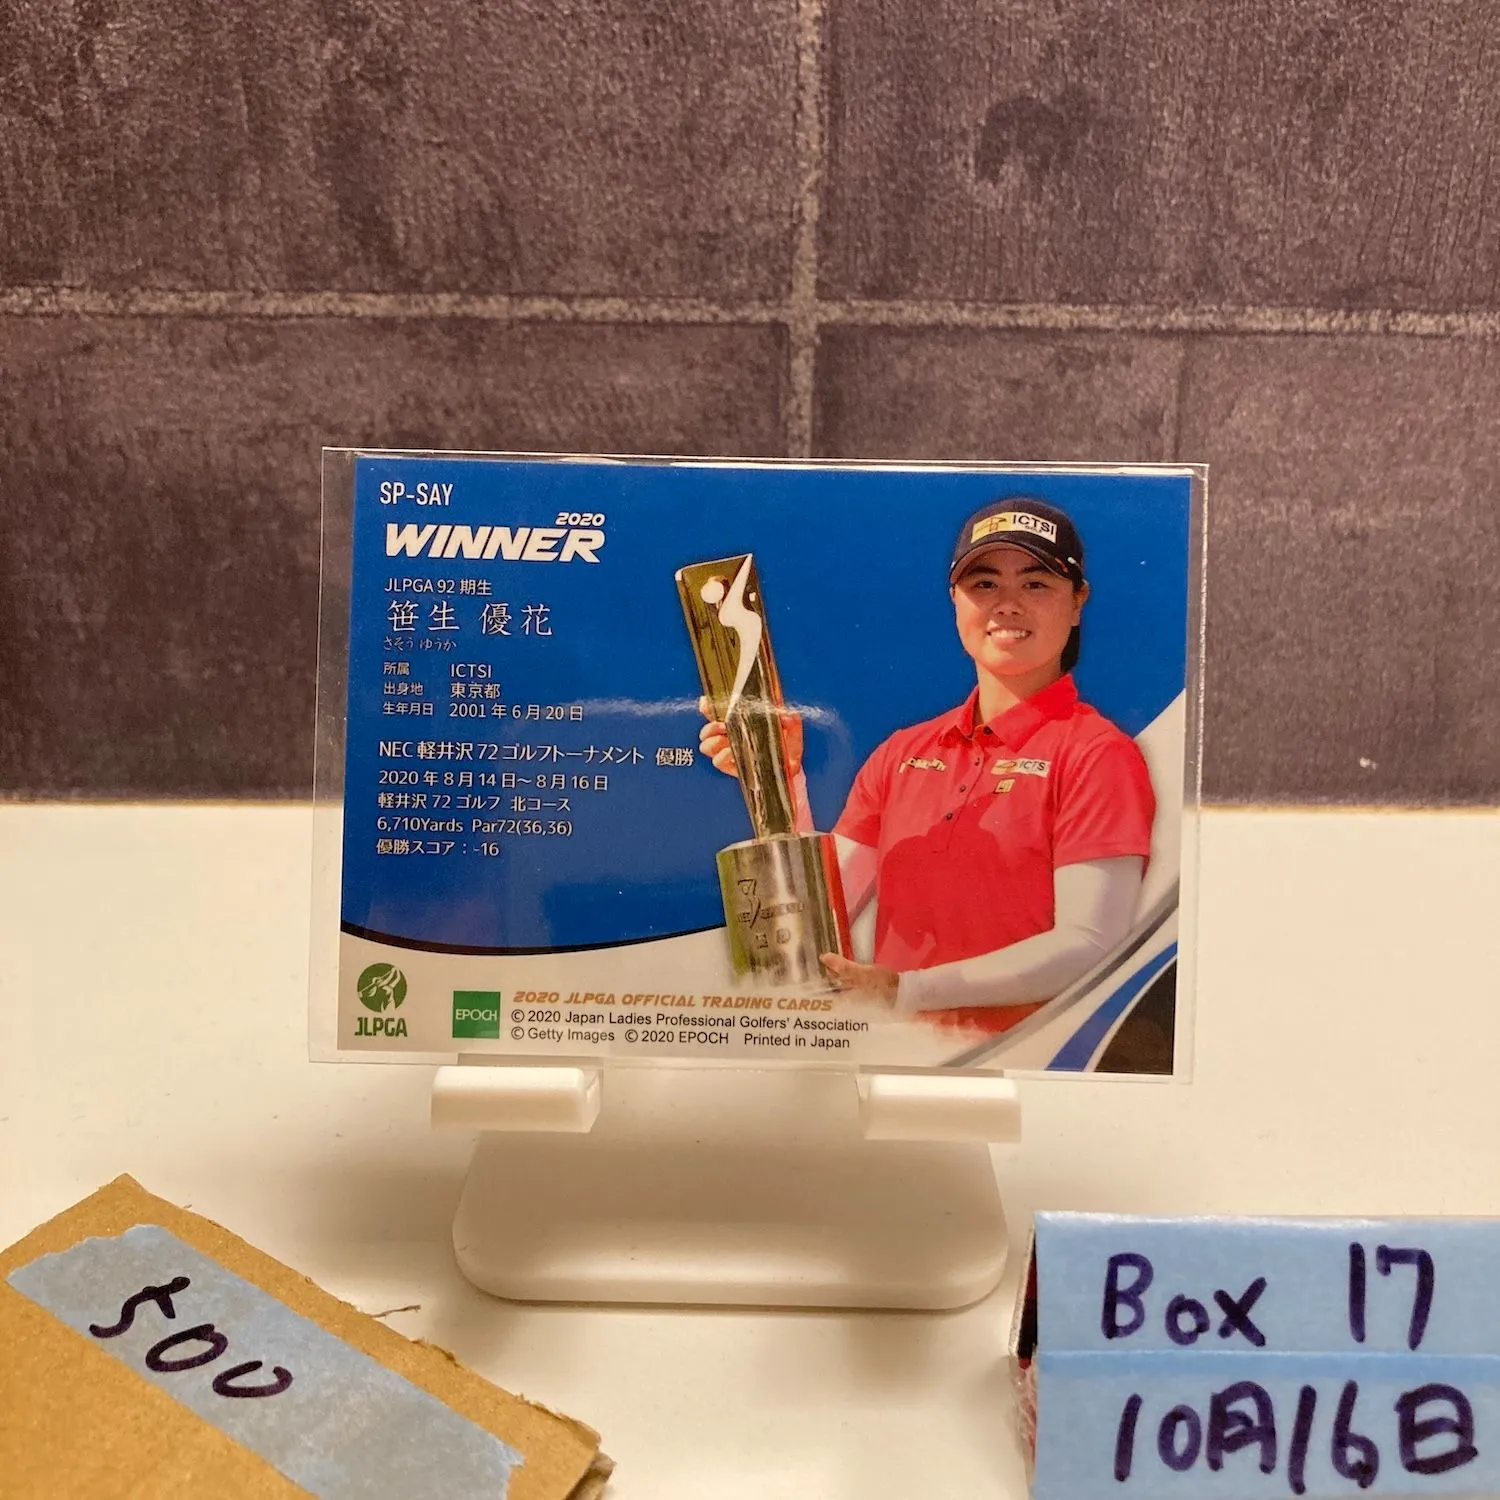 SP-SAY
2020
WINNER
JLPGA 92 期生
笹生 優花
さそう ゆうか
所属 ICTSI
出身地 東京都
生年月日 2001 年 6 月 20 日
NEC 軽井沢 72 ゴルフトーナメント 優勝
2020 年 8 月 14 日〜 8 月 16 日
軽井沢 72 ゴルフ 北コース
6,710Yards Par72(36,36)
優勝スコア：-16
ICTSI
ICTS
JLPGA
EPOCH
2020 JLPGA OFFICIAL TRADING CARDS
© 2020 Japan Ladies Professional Golfers' Association
© Getty Images © 2020 EPOCH Printed in Japan
500
Box 17
10月16日